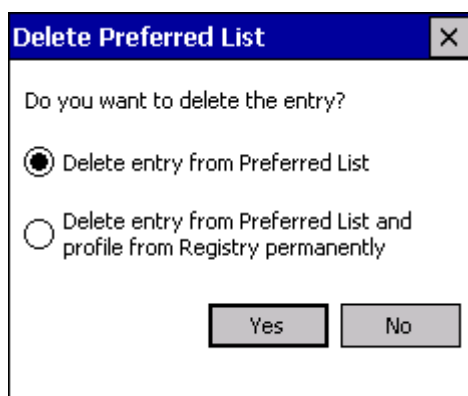 Delete Preferred List
Do you want to delete the entry?
Delete entry from Preferred List
Delete entry from Preferred List and
profile from Registry permanently
Yes No